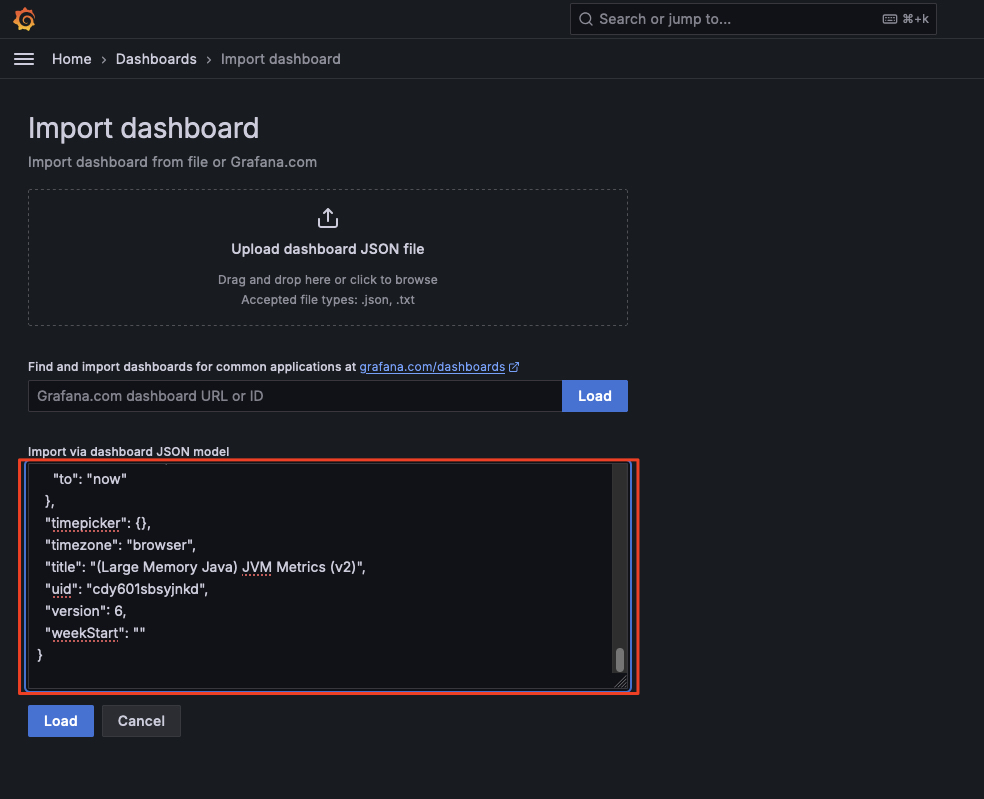 Search or jump to...
⌘+k
Home › Dashboards › Import dashboard
Import dashboard
Import dashboard from file or Grafana.com
Upload dashboard JSON file
Drag and drop here or click to browse
Accepted file types: .json, .txt
Find and import dashboards for common applications at grafana.com/dashboards
Grafana.com dashboard URL or ID
Load
Import via dashboard JSON model
"to": "now"
},
"timepicker": {},
"timezone": "browser",
"title": "(Large Memory Java) JVM Metrics (v2)",
"uid": "cdy601sbsyjnkd",
"version": 6,
"weekStart": ""
}
Load
Cancel